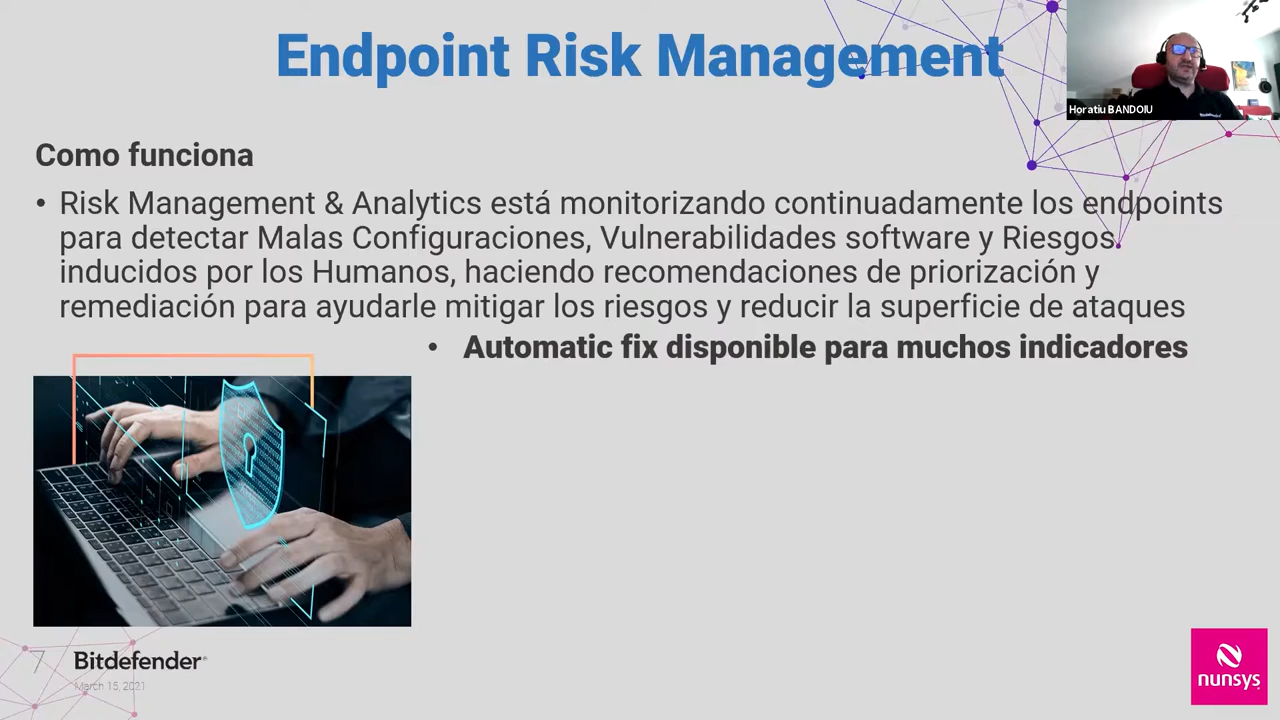 Endpoint Risk Management
Horatiu BANDOIU
Como funciona
• Risk Management & Analytics está monitorizando continuadamente los endpoints
para detectar Malas Configuraciones, Vulnerabilidades software y Riesgos
inducidos por los Humanos, haciendo recomendaciones de priorización y
remediación para ayudarle mitigar los riesgos y reducir la superficie de ataques
• Automatic fix disponible para muchos indicadores
7
Bitdefender
March 15, 2021
nunsys